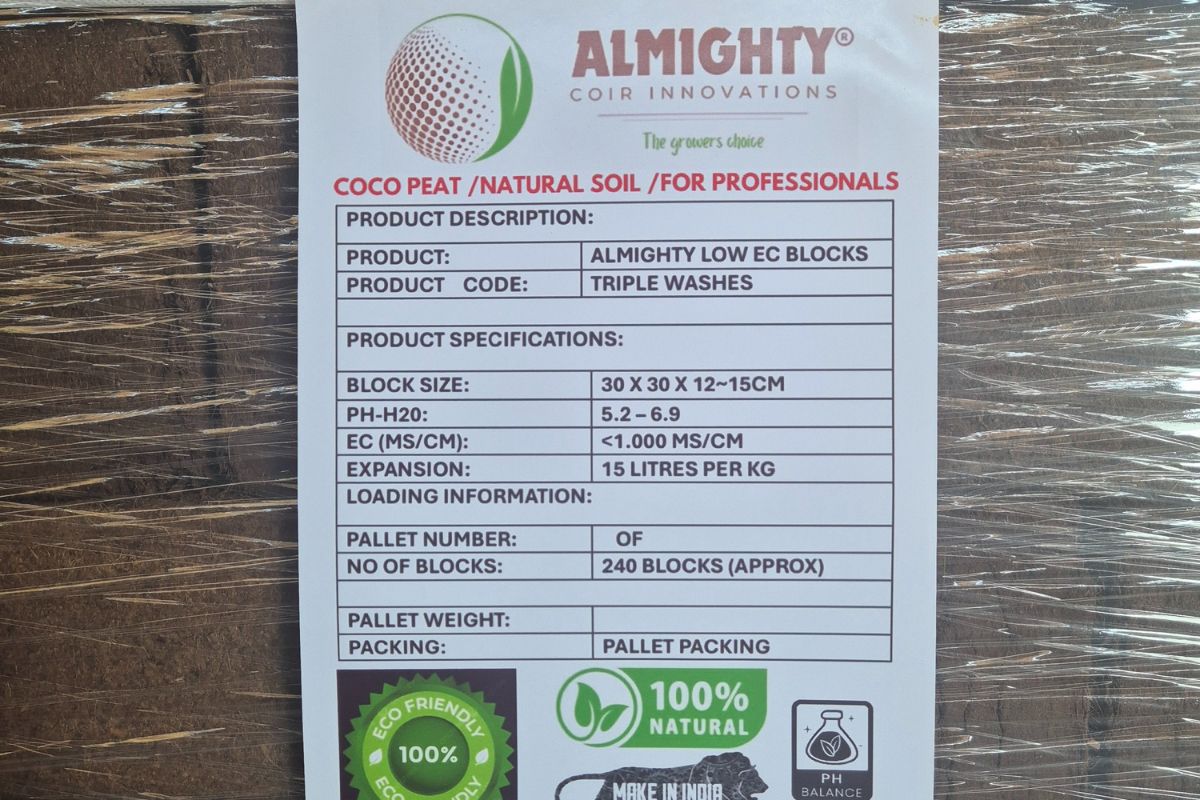 ALMIGHTY®
COIR INNOVATIONS
The growers choice
COCO PEAT /NATURAL SOIL /FOR PROFESSIONALS
PRODUCT DESCRIPTION:
PRODUCT: ALMIGHTY LOW EC BLOCKS
PRODUCT CODE: TRIPLE WASHES
PRODUCT SPECIFICATIONS:
BLOCK SIZE: 30 X 30 X 12~15CM
PH-H20: 5.2 – 6.9
EC (MS/CM): <1.000 MS/CM
EXPANSION: 15 LITRES PER KG
LOADING INFORMATION:
PALLET NUMBER: OF
NO OF BLOCKS: 240 BLOCKS (APPROX)
PALLET WEIGHT:
PACKING: PALLET PACKING
ECO FRIENDLY
100%
100%
NATURAL
MAKE IN INDIA
PH
BALANCE